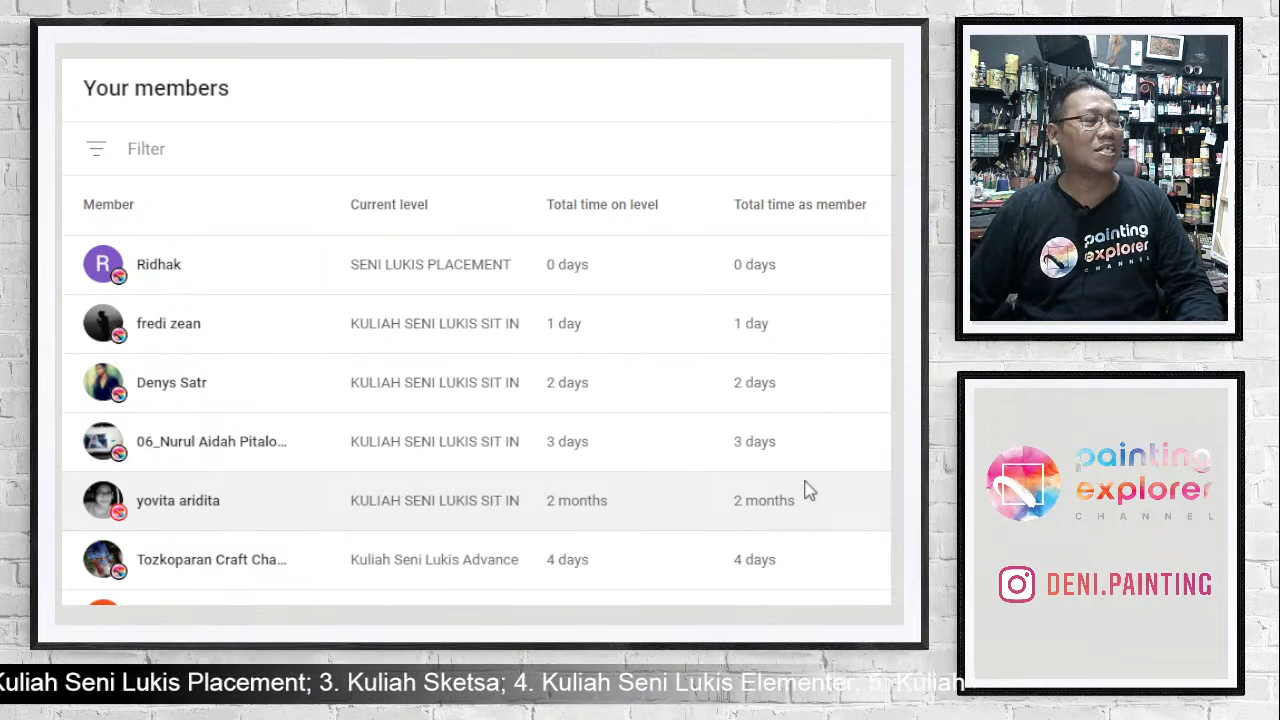 Your members
Filter
Member Current level Total time on level Total time as member
R Ridhak SENI LUKIS PLACEMENT 0 days 0 days
fredi zean KULIAH SENI LUKIS SIT IN 1 day 1 day
Denys Satr KULIAH SENI LUKIS SIT IN 2 days 2 days
06_Nurul Aidah Pitalo... KULIAH SENI LUKIS SIT IN 3 days 3 days
yovita aridita KULIAH SENI LUKIS SIT IN 2 months 2 months
Tozkoparan Craft Cha... Kuliah Seni Lukis Advance 4 days 4 days
painting
explorer
CHANNEL
painting
explorer
CHANNEL
DENI.PAINTING
Kuliah Seni Lukis Placement; 3. Kuliah Sketsa; 4. Kuliah Seni Lukis Elementer; 5. Kuliah